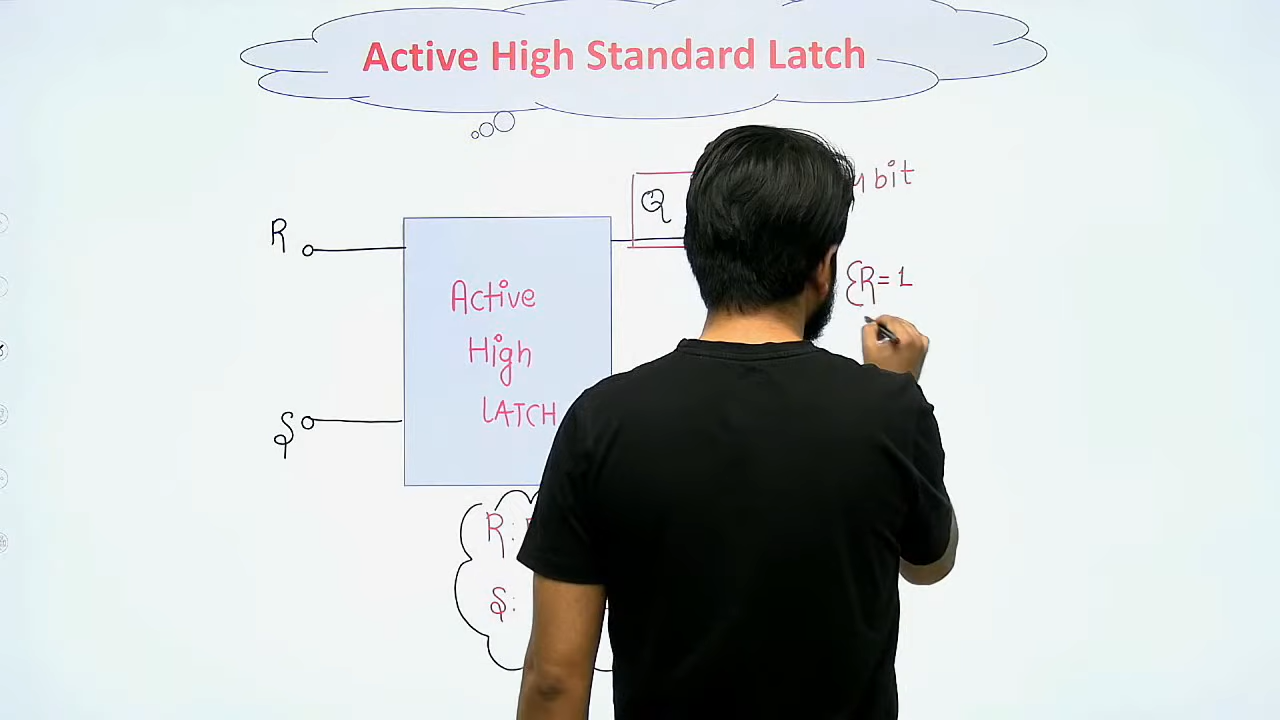 Active High Standard Latch
bit
Q
R
R = 1
Active
High
LATCH
S
R:
S: